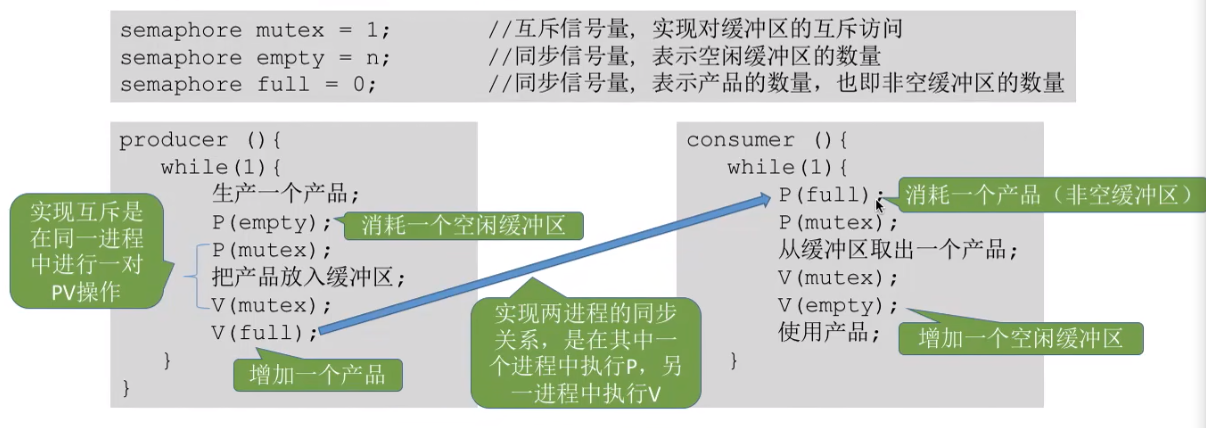 semaphore mutex = 1; //互斥信号量, 实现对缓冲区的互斥访问
semaphore empty = n; //同步信号量, 表示空闲缓冲区的数量
semaphore full = 0; //同步信号量, 表示产品的数量，也即非空缓冲区的数量
producer (){
while(1){
生产一个产品;
P(empty);
P(mutex);
把产品放入缓冲区;
V(mutex);
V(full);
}
}
实现互斥是
在同一进程
中进行一对
PV操作
消耗一个空闲缓冲区
增加一个产品
实现两进程的同步
关系，是在其中一
个进程中执行P，另
一进程中执行V
consumer (){
while(1){
P(full);
P(mutex);
从缓冲区取出一个产品;
V(mutex);
V(empty);
使用产品;
}
}
消耗一个产品（非空缓冲区）
增加一个空闲缓冲区